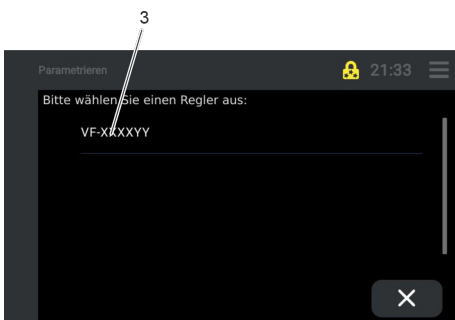 3
Parametrieren
21:33
Bitte wählen Sie einen Regler aus:
VF-XXXXYY